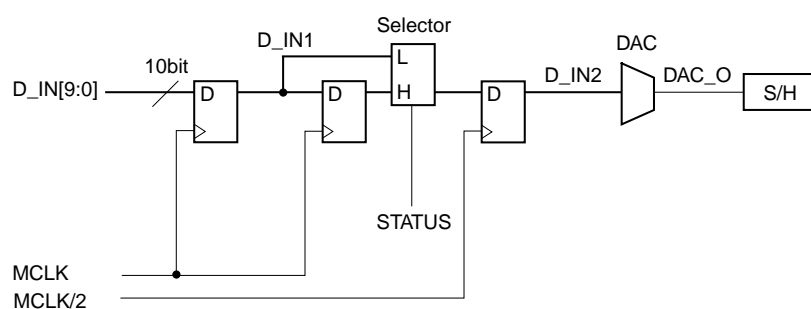 Selector
D_IN1
DAC
10bit
L
D_IN2
DAC_O
D_IN[9:0]
D
D
H
D
S/H
STATUS
MCLK
MCLK/2